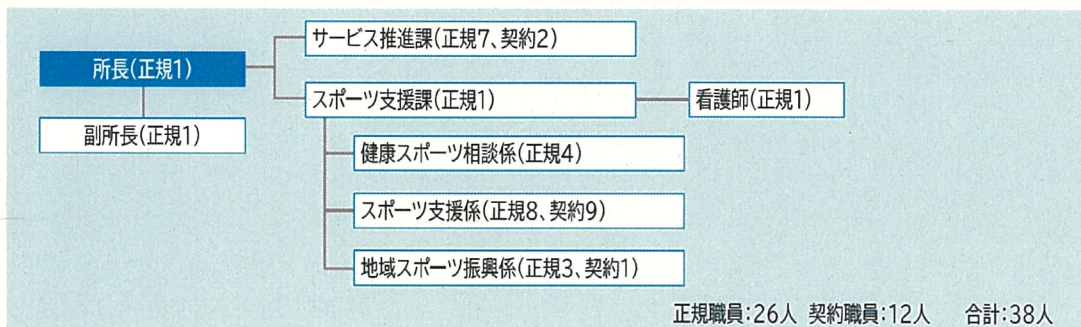 所長(正規1)
副所長(正規1)
サービス推進課(正規7、契約2)
スポーツ支援課(正規1)
看護師(正規1)
健康スポーツ相談係(正規4)
スポーツ支援係(正規8、契約9)
地域スポーツ振興係(正規3、契約1)
正規職員:26人 契約職員:12人 合計:38人